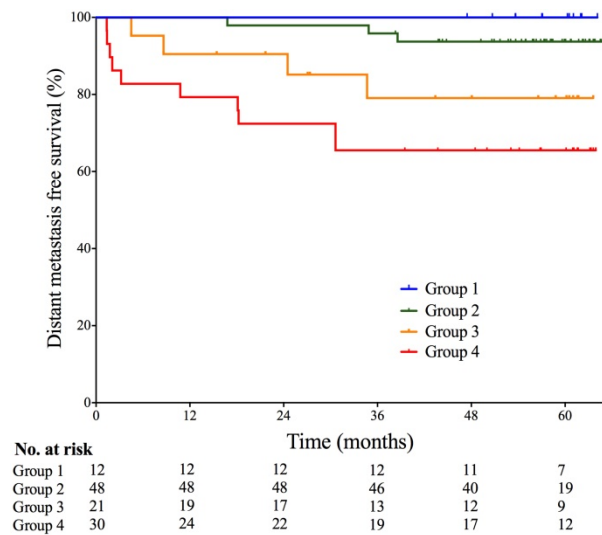 Distant metastasis free survival (%)
100
80
60
40
20
0
Group 1
Group 2
Group 3
Group 4
0 12 24 36 48 60
Time (months)
No. at risk
Group 1 12 12 12 12 11 7
Group 2 48 48 48 46 40 19
Group 3 21 19 17 13 12 9
Group 4 30 24 22 19 17 12